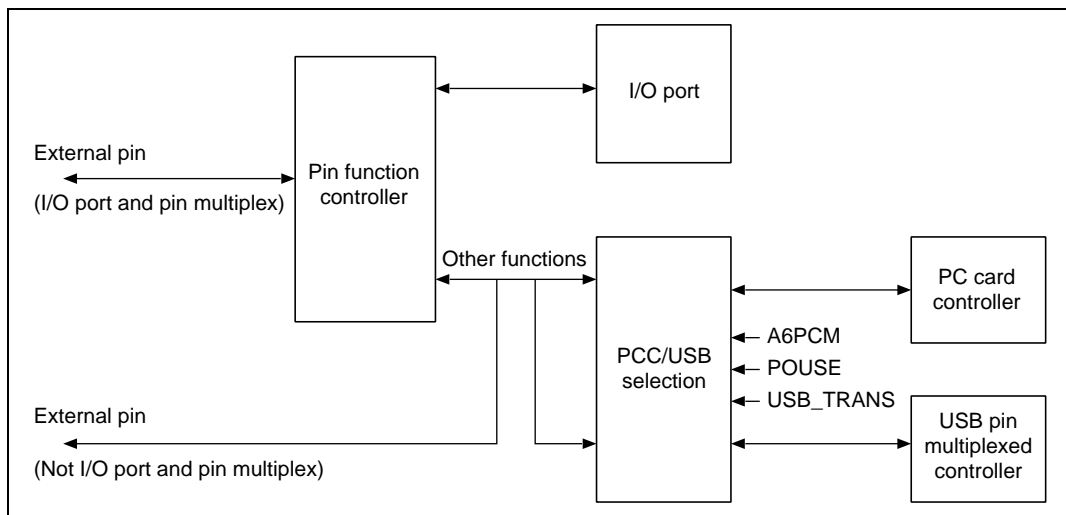 I/O port
External pin
(I/O port and pin multiplex)
Pin function
controller
Other functions
PC card
controller
PCC/USB
selection
A6PCM
POUSE
USB_TRANS
External pin
(Not I/O port and pin multiplex)
USB pin
multiplexed
controller